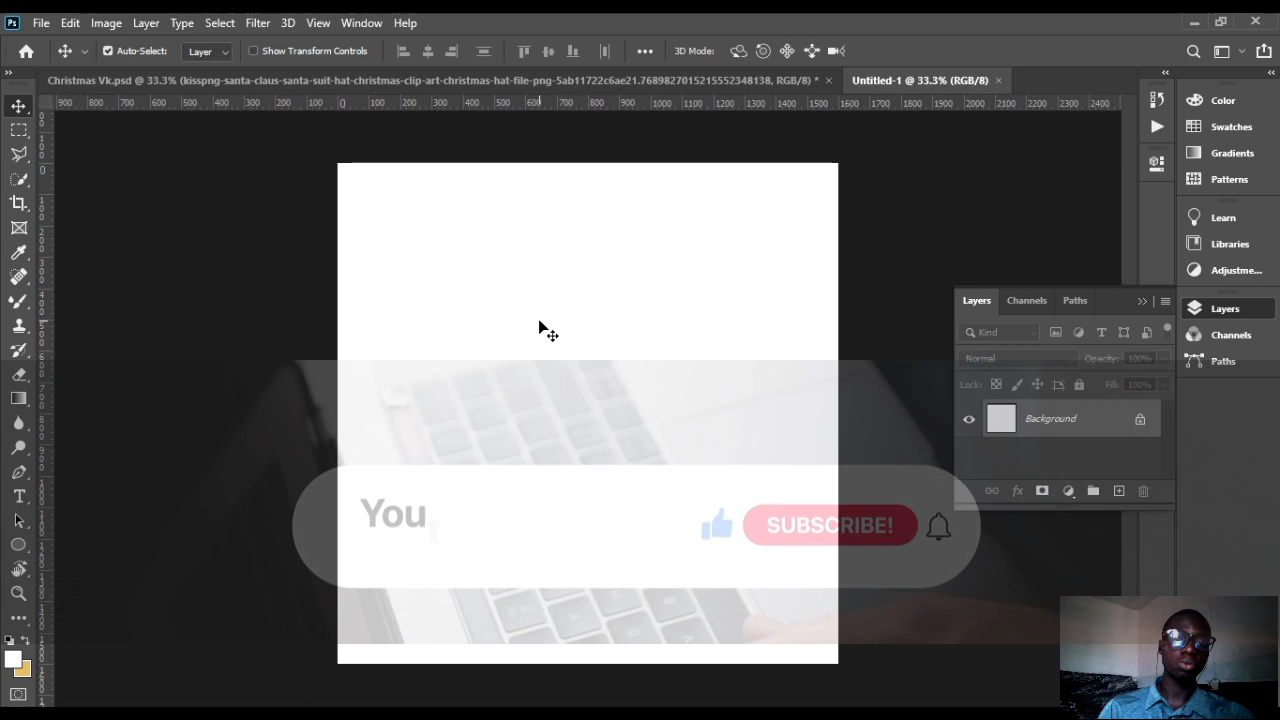 Ps File Edit Image Layer Type Select Filter 3D View Window Help
Auto-Select: Layer Show Transform Controls 3D Mode:
Christmas Vk.psd @ 33.3% (kisspng-santa-claus-santa-suit-hat-christmas-clip-art-christmas-hat-file-png-5ab11722c6ae21.7689827015215552348138, RGB/8) *
Untitled-1 @ 33.3% (RGB/8)
900 800 700 600 500 400 300 200 100 0 100 200 300 400 500 600 700 800 900 1000 1100 1200 1300 1400 1500 1600 1700 1800 1900 2000 2100 2200 2300 2400
Color
Swatches
Gradients
Patterns
Learn
Libraries
Adjustme...
Layers
Channels
Paths
Layers Channels Paths
Kind
Normal Opacity: 100%
Lock: Fill: 100%
Background
You
SUBSCRIBE!